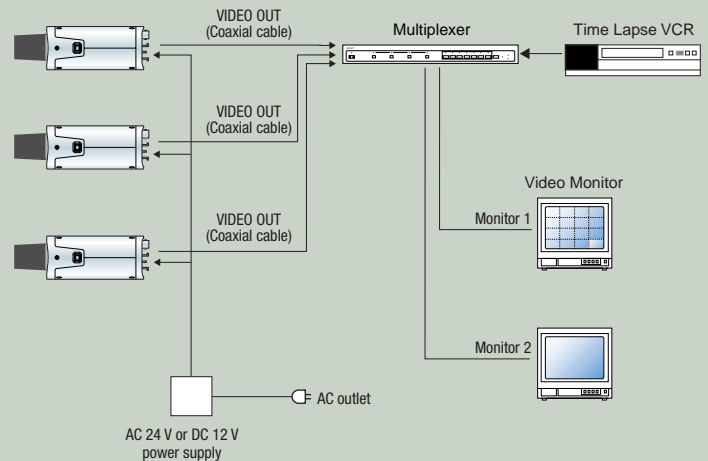 VIDEO OUT
(Coaxial cable)
Multiplexer
Time Lapse VCR
VIDEO OUT
(Coaxial cable)
VIDEO OUT
(Coaxial cable)
Video Monitor
Monitor 1
Monitor 2
AC outlet
AC 24 V or DC 12 V
power supply